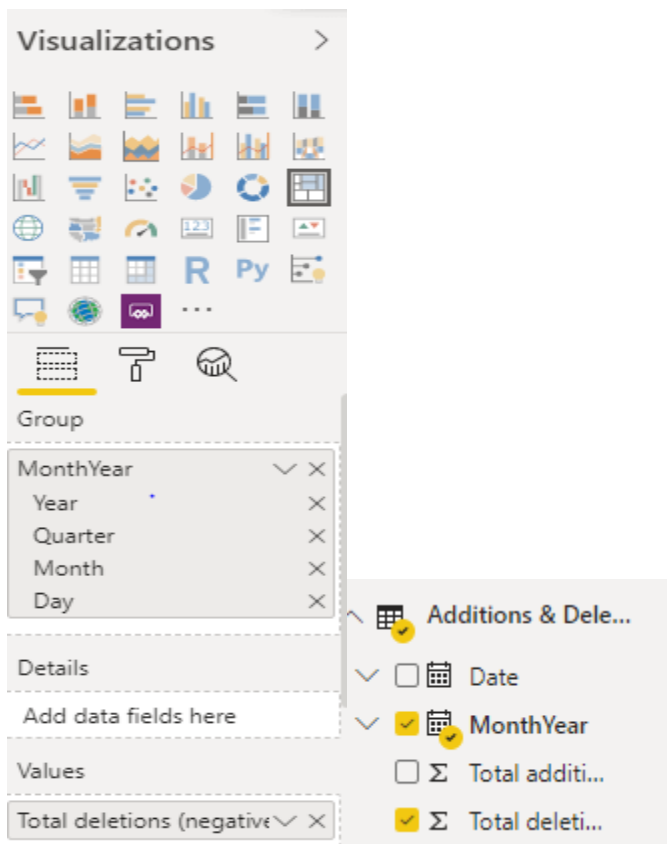 Visualizations
123
R
Py
Group
MonthYear
Year
Quarter
Month
Day
Details
Add data fields here
Values
Total deletions (negative
Additions & Dele...
Date
MonthYear
Σ Total additi...
Σ Total deleti...